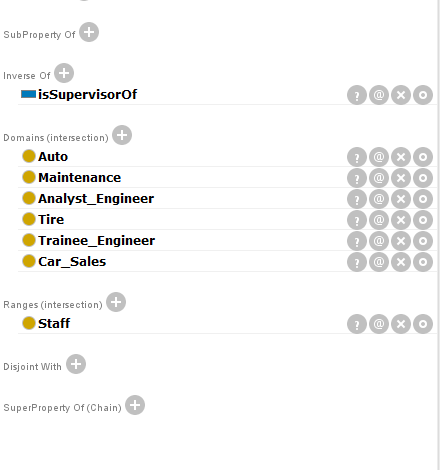 SubProperty Of
Inverse Of
isSupervisorOf
Domains (intersection)
Auto
Maintenance
Analyst_Engineer
Tire
Trainee_Engineer
Car_Sales
Ranges (intersection)
Staff
Disjoint With
SuperProperty Of (Chain)